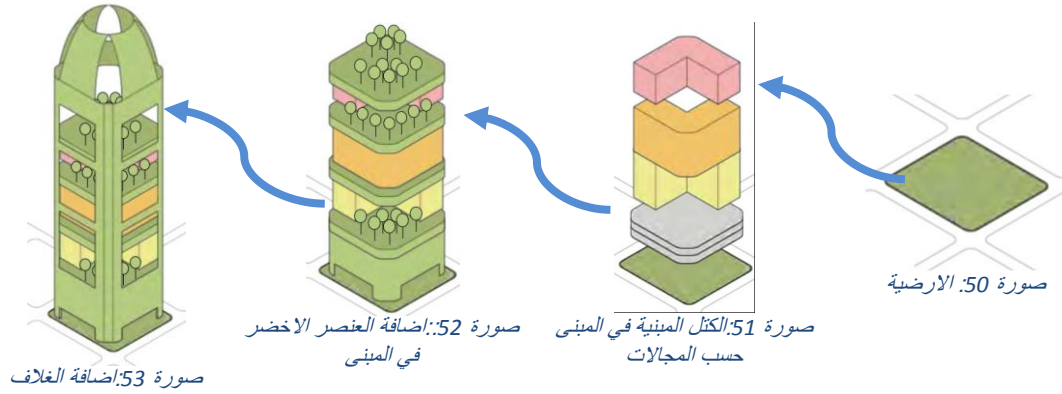 صورة 50: الارضية
صورة 51:الكتل المبنية في المبنى
حسب المجالات
صورة 52::اضافة العنصر الاخضر
في المبنى
صورة 53:اضافة الغلاف